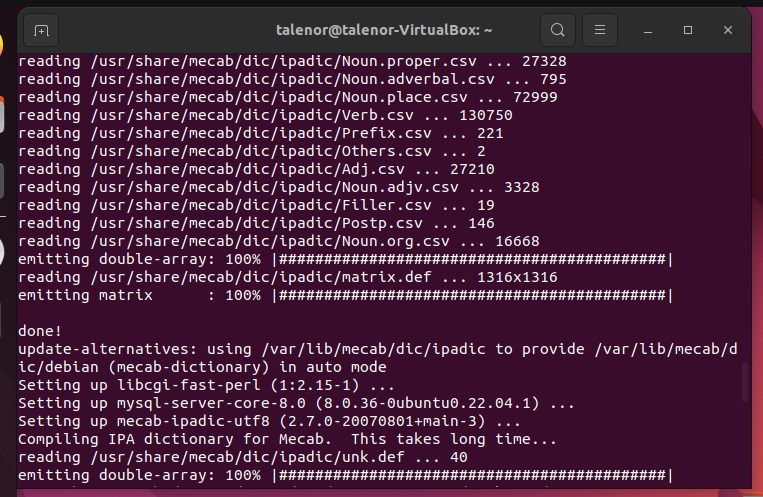 talenor@talenor-VirtualBox: ~
reading /usr/share/mecab/dic/ipadic/Noun.proper.csv ... 27328
reading /usr/share/mecab/dic/ipadic/Noun.adverbal.csv ... 795
reading /usr/share/mecab/dic/ipadic/Noun.place.csv ... 72999
reading /usr/share/mecab/dic/ipadic/Verb.csv ... 130750
reading /usr/share/mecab/dic/ipadic/Prefix.csv ... 221
reading /usr/share/mecab/dic/ipadic/Others.csv ... 2
reading /usr/share/mecab/dic/ipadic/Adj.csv ... 27210
reading /usr/share/mecab/dic/ipadic/Noun.adjv.csv ... 3328
reading /usr/share/mecab/dic/ipadic/Filler.csv ... 19
reading /usr/share/mecab/dic/ipadic/Postp.csv ... 146
reading /usr/share/mecab/dic/ipadic/Noun.org.csv ... 16668
emitting double-array: 100% |###########################################|
reading /usr/share/mecab/dic/ipadic/matrix.def ... 1316x1316
emitting matrix      : 100% |###########################################|
done!
update-alternatives: using /var/lib/mecab/dic/ipadic to provide /var/lib/mecab/d
ic/debian (mecab-dictionary) in auto mode
Setting up libcgi-fast-perl (1:2.15-1) ...
Setting up mysql-server-core-8.0 (8.0.36-0ubuntu0.22.04.1) ...
Setting up mecab-ipadic-utf8 (2.7.0-20070801+main-3) ...
Compiling IPA dictionary for Mecab.  This takes long time...
reading /usr/share/mecab/dic/ipadic/unk.def ... 40
emitting double-array: 100% |###########################################|